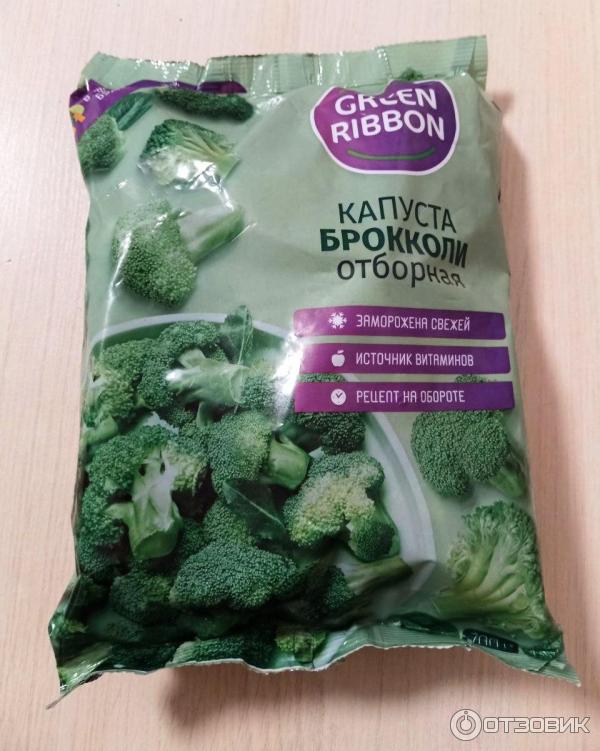 GREEN
RIBBON
КАПУСТА
БРОККОЛИ
отборная
ЗАМОРОЖЕНА СВЕЖЕЙ
ИСТОЧНИК ВИТАМИНОВ
РЕЦЕПТ НА ОБОРОТЕ
ОТЗОВИК